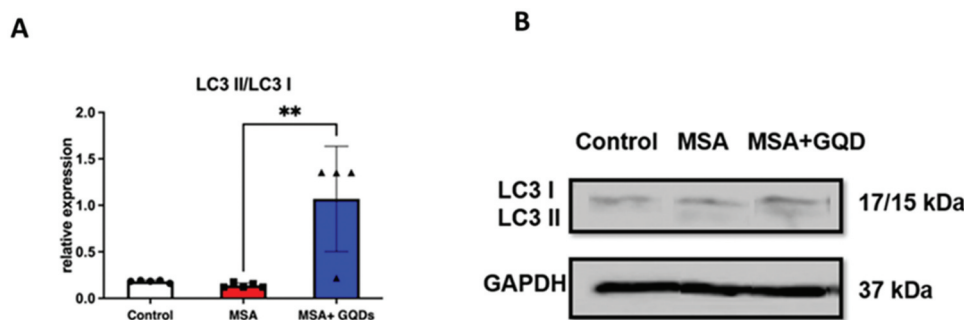 A
LC3 II/LC3 I
relative expression
2.0
1.5
1.0
0.5
0.0
**
Control MSA MSA+ GQDs
B
Control MSA MSA+GQD
LC3 I
LC3 II
17/15 kDa
GAPDH
37 kDa